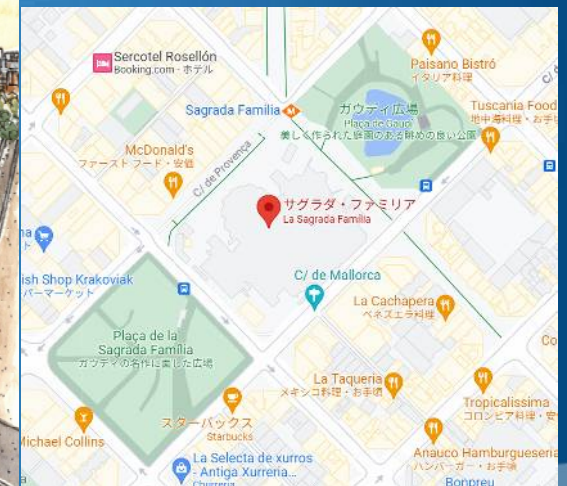 Sercotel Rosellón
Booking.com · ホテル
Paisano Bistró
イタリア料理
Sagrada Familia
ガウディ広場
Plaça de Gaudí
美しく作られた庭園のある眺めの良い公園
Tuscania Food
地中海料理・お手
McDonald's
ファースト フード・安価
C/ de Provença
サグラダ・ファミリア
La Sagrada Família
ish Shop Krakoviak
パーマーケット
C/ de Mallorca
La Cachapera
ベネズエラ料理
Plaça de la
Sagrada Família
ガウディの名作に面した広場
La Taqueria
メキシコ料理・お手頃
Co
スターバックス
Starbucks
Tropicalissima
コロンビア料理・安
Michael Collins
La Selecta de xurros
- Antiga Xurreria...
Churreria
Anauco Hamburgueseria
ハンバーガー・お手頃
Bonpreu